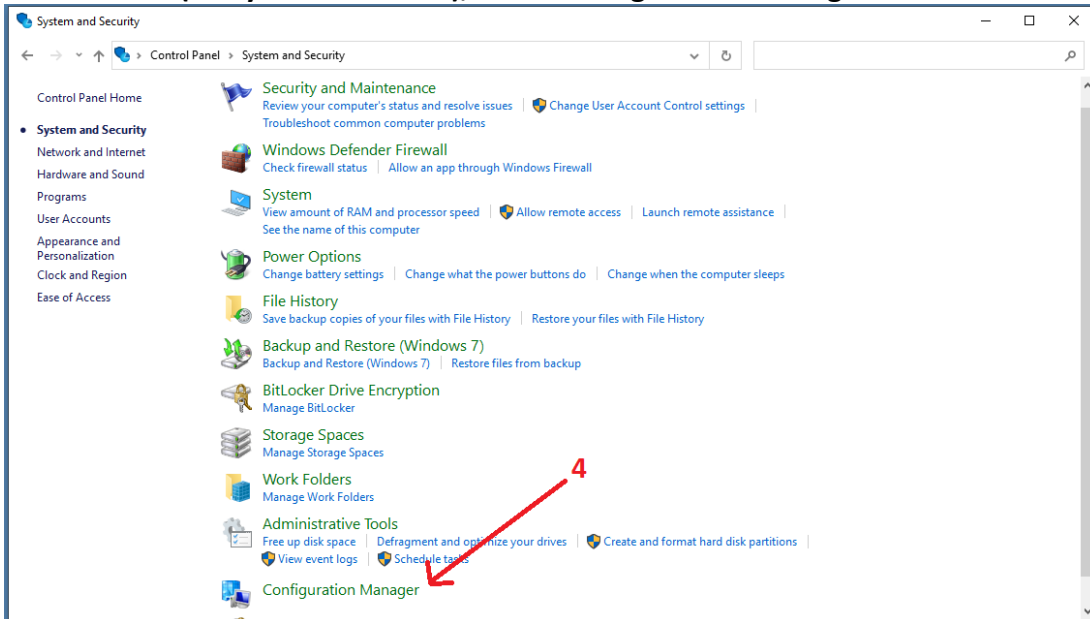 System and Security
Control Panel > System and Security
Control Panel Home
System and Security
Network and Internet
Hardware and Sound
Programs
User Accounts
Appearance and
Personalization
Clock and Region
Ease of Access
Security and Maintenance
Review your computer's status and resolve issues | Change User Account Control settings |
Troubleshoot common computer problems
Windows Defender Firewall
Check firewall status | Allow an app through Windows Firewall
System
View amount of RAM and processor speed | Allow remote access | Launch remote assistance |
See the name of this computer
Power Options
Change battery settings | Change what the power buttons do | Change when the computer sleeps
File History
Save backup copies of your files with File History | Restore your files with File History
Backup and Restore (Windows 7)
Backup and Restore (Windows 7) | Restore files from backup
BitLocker Drive Encryption
Manage BitLocker
Storage Spaces
Manage Storage Spaces
4
Work Folders
Manage Work Folders
Administrative Tools
Free up disk space | Defragment and optimize your drives | Create and format hard disk partitions |
View event logs | Schedule tasks
Configuration Manager